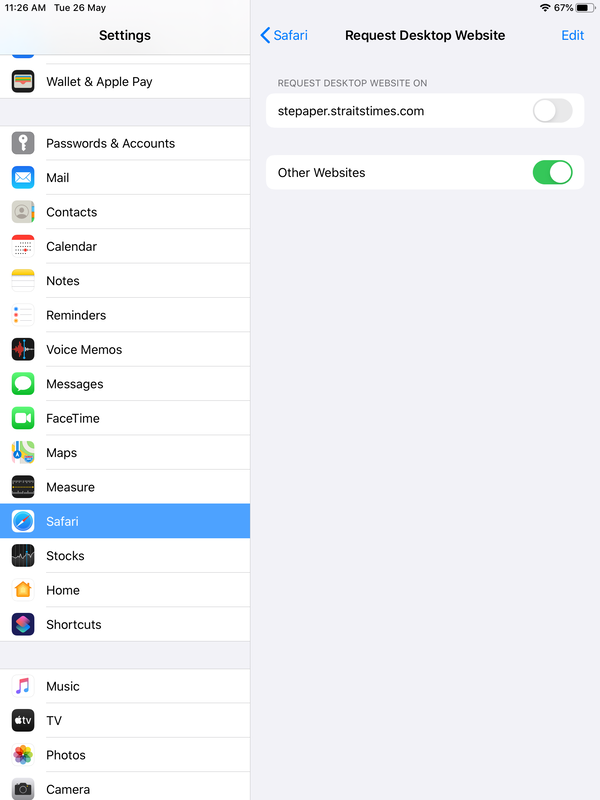 11:26 AM Tue 26 May
67%
Settings
Wallet & Apple Pay
Passwords & Accounts
Mail
Contacts
Calendar
Notes
Reminders
Voice Memos
Messages
FaceTime
Maps
Measure
Safari
Stocks
Home
Shortcuts
Music
tv
TV
Photos
Camera
Safari
Request Desktop Website
Edit
REQUEST DESKTOP WEBSITE ON
stepaper.straitstimes.com
Other Websites